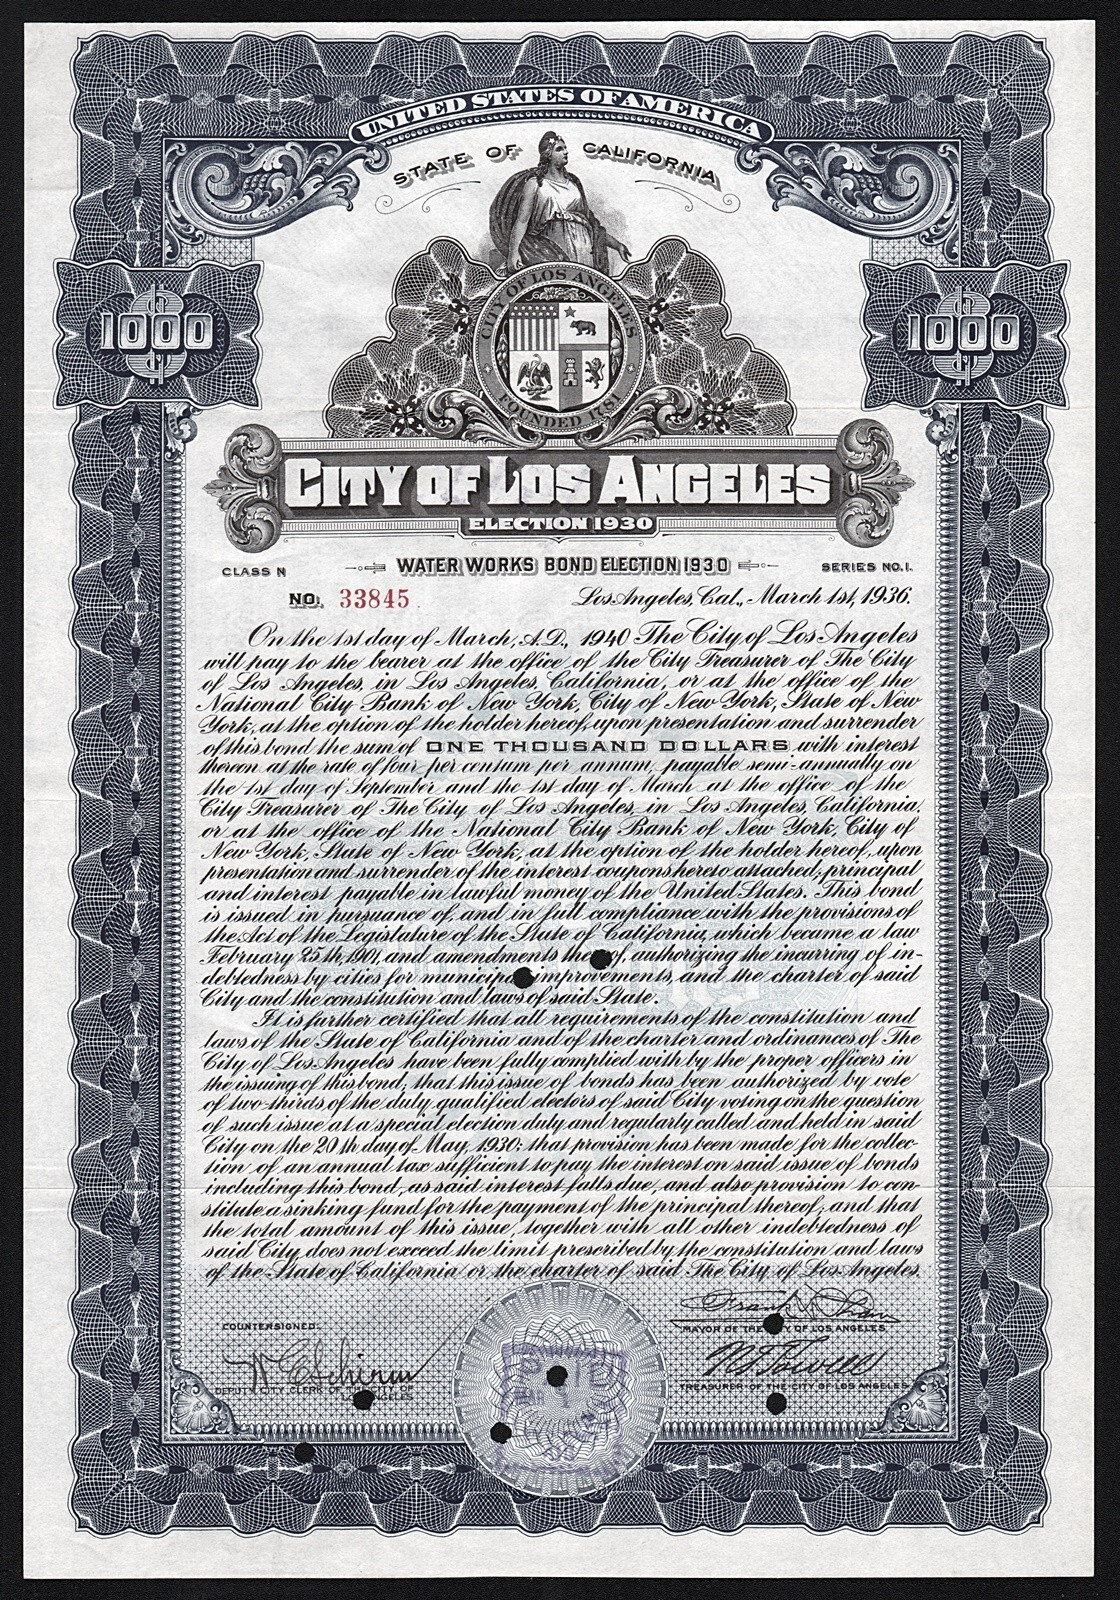 UNITED STATES OF AMERICA
STATE OF CALIFORNIA
1000
1000
CITY OF LOS ANGELES
FOUNDED 1781
CITY OF LOS ANGELES
ELECTION 1930
CLASS N
WATER WORKS BOND ELECTION 1930
SERIES NO. 1.
NO. 33845
Los Angeles, Cal., March 1st, 1936.
On the 1st day of March, A.D., 1940 The City of Los Angeles
will pay to the bearer at the office of the City Treasurer of The City
of Los Angeles, in Los Angeles, California, or at the office of the
National City Bank of New York, City of New York, State of New
York, at the option of the holder hereof, upon presentation and surrender
of this bond the sum of ONE THOUSAND DOLLARS with interest
thereon at the rate of four per centum per annum, payable semi-annually on
the 1st day of September and the 1st day of March at the office of the
City Treasurer of The City of Los Angeles, in Los Angeles, California,
or at the office of the National City Bank of New York, City of
New York, State of New York, at the option of the holder hereof, upon
presentation and surrender of the interest coupons hereto attached; principal
and interest payable in lawful money of the United States. This bond
is issued in pursuance of, and in full compliance with the provisions of
the Act of the Legislature of the State of California, which became a law
February 25th, 1901, and amendments thereof, authorizing the incurring of in-
debtedness by cities for municipal improvements, and the charter of said
City and the constitution and laws of said State.
It is further certified that all requirements of the constitution and
laws of the State of California and of the charter and ordinances of The
City of Los Angeles have been fully complied with by the proper officers in
the issuing of this bond; that this issue of bonds has been authorized by vote
of two-thirds of the duly qualified electors of said City voting on the question
of such issue at a special election duly and regularly called and held in said
City on the 20th day of May, 1930; that provision has been made for the collec-
tion of an annual tax sufficient to pay the interest on said issue of bonds
including this bond, as said interest falls due, and also provision to con-
stitute a sinking fund for the payment of the principal thereof; and that
the total amount of this issue, together with all other indebtedness of
said City, does not exceed the limit prescribed by the constitution and laws
of the State of California or the charter of said The City of Los Angeles.
Frank L. Shaw
MAYOR OF THE CITY OF LOS ANGELES
COUNTERSIGNED:
DEPUTY CITY CLERK OF THE CITY OF
LOS ANGELES
TREASURER OF THE CITY OF LOS ANGELES
PAID
MAR 1